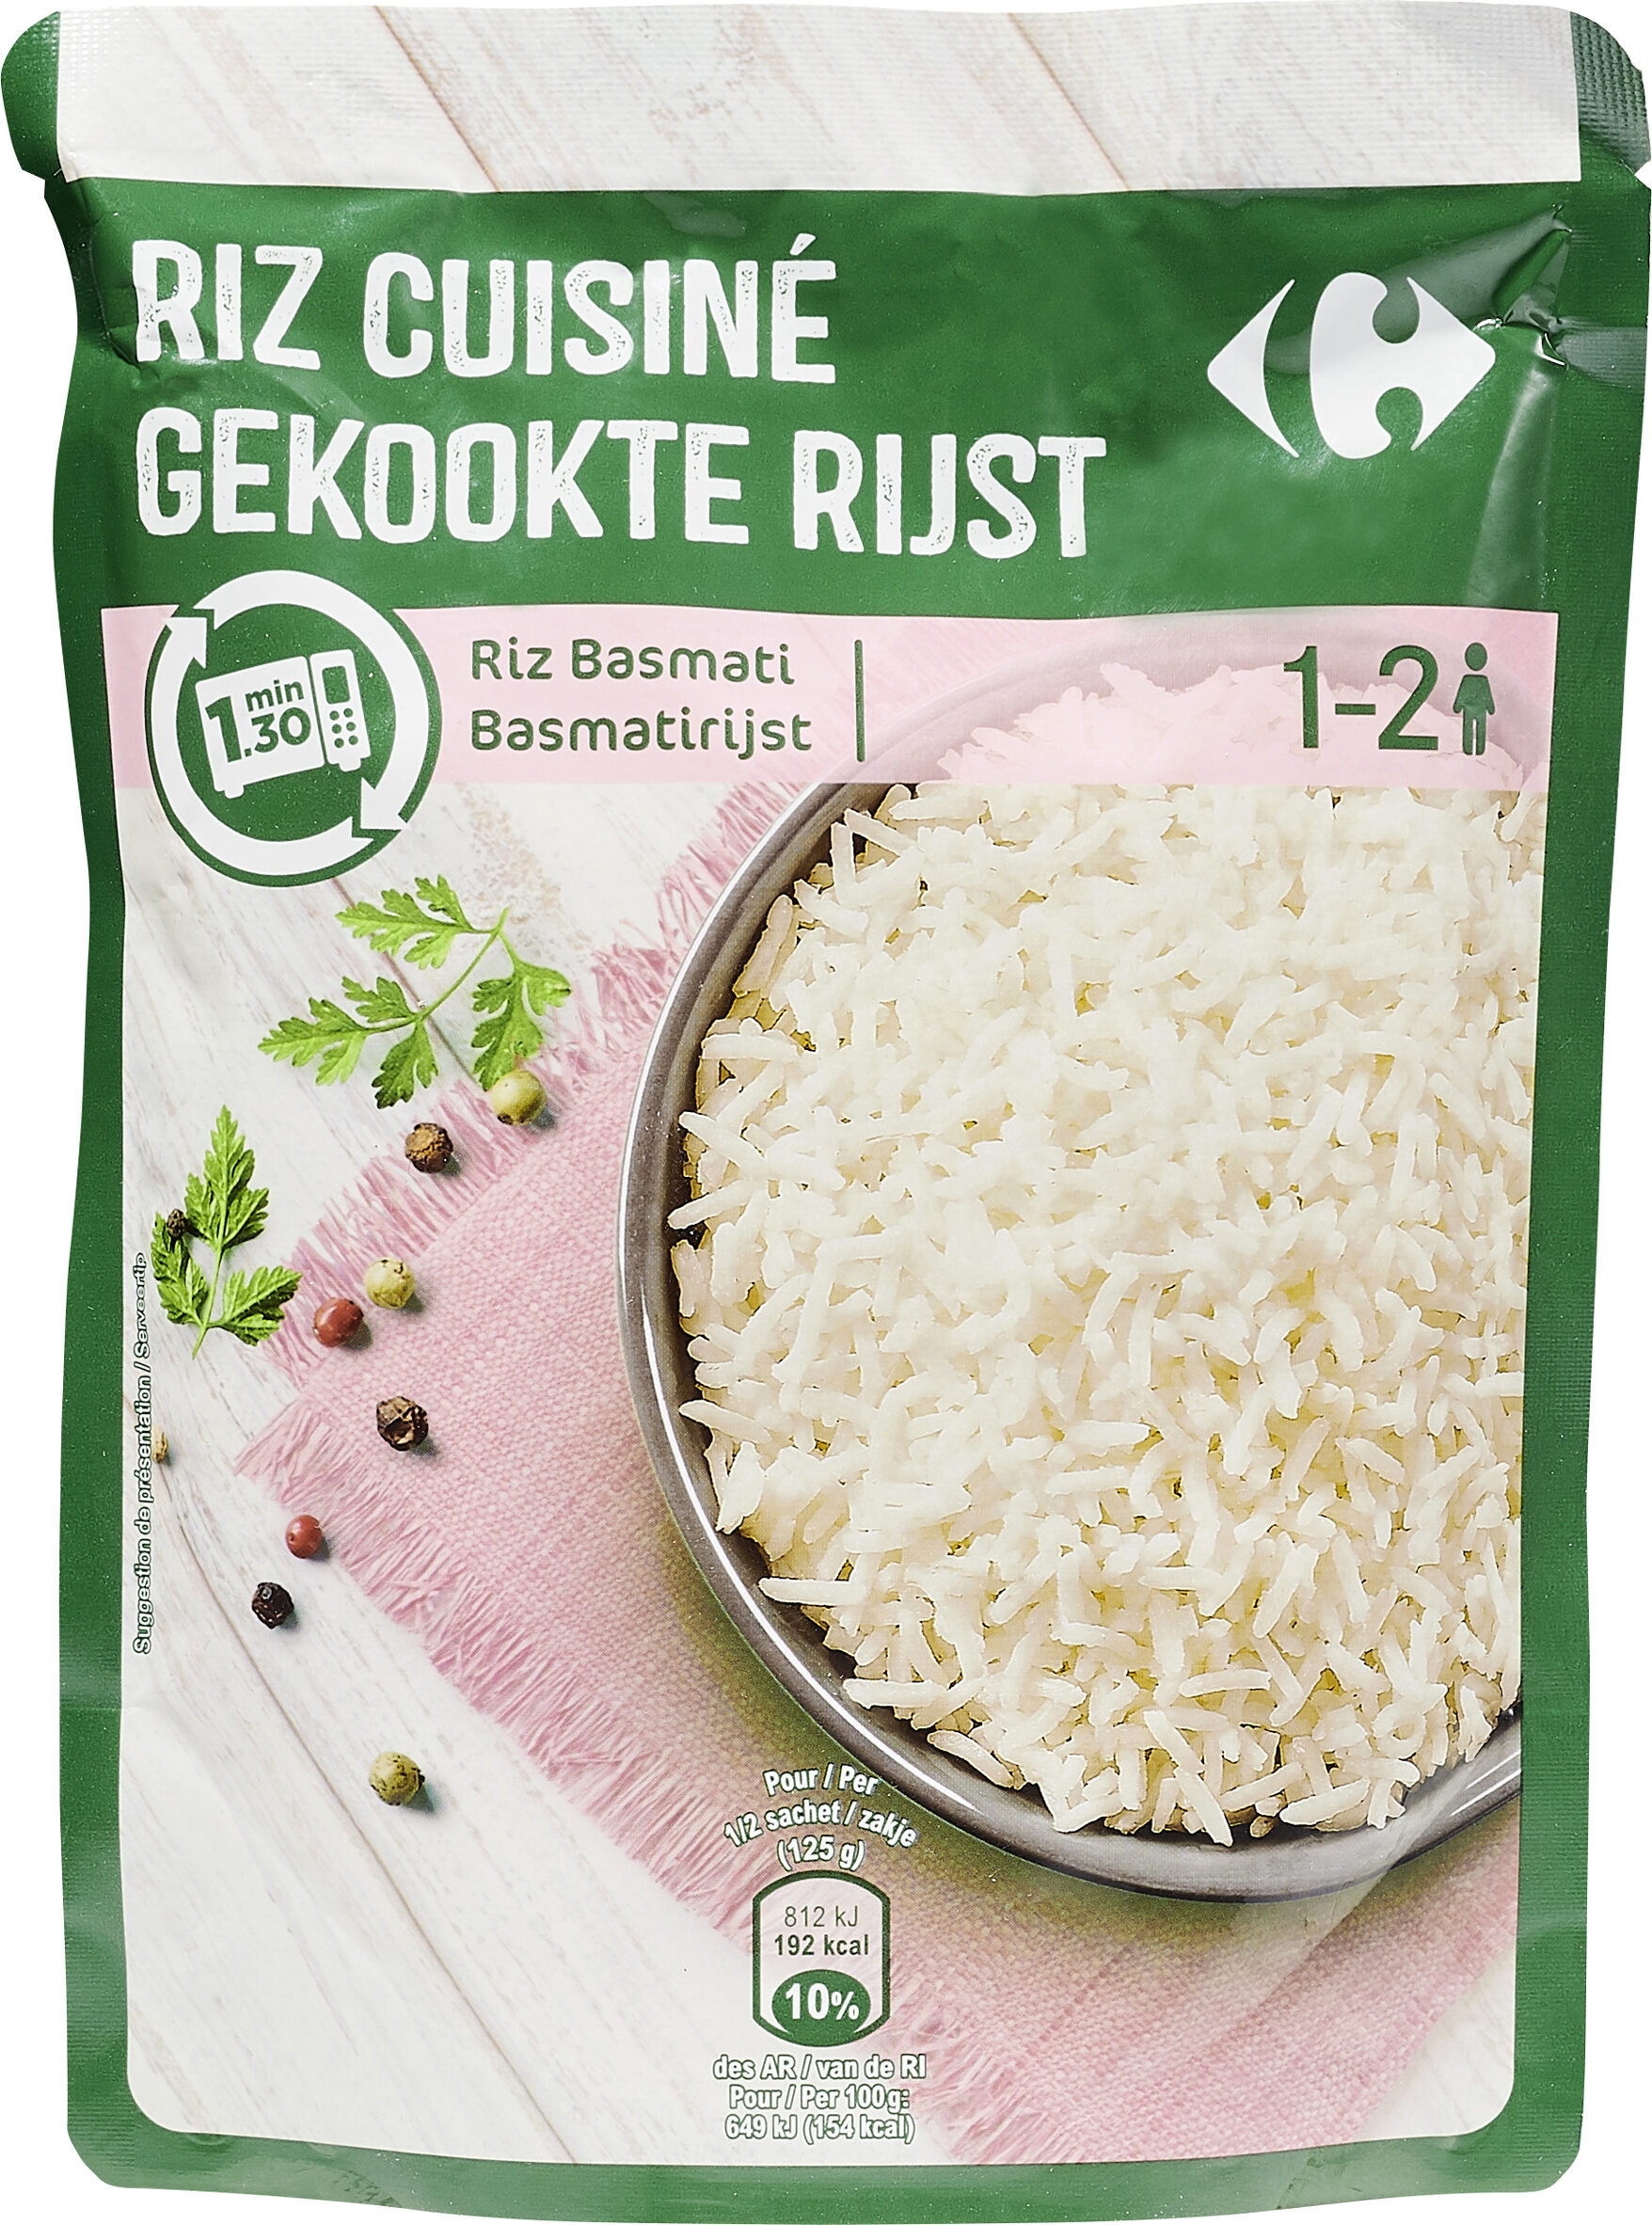 RIZ CUISINÉ
GEKOOKTE RIJST
1 min
.30
Riz Basmati
Basmatirijst
1-2
Suggestion de présentation / Serveertip
Pour / Per
1/2 sachet / zakje
(125 g)
812 kJ
192 kcal
10%
des AR / van de RI
Pour / Per 100g:
649 kJ (154 kcal)